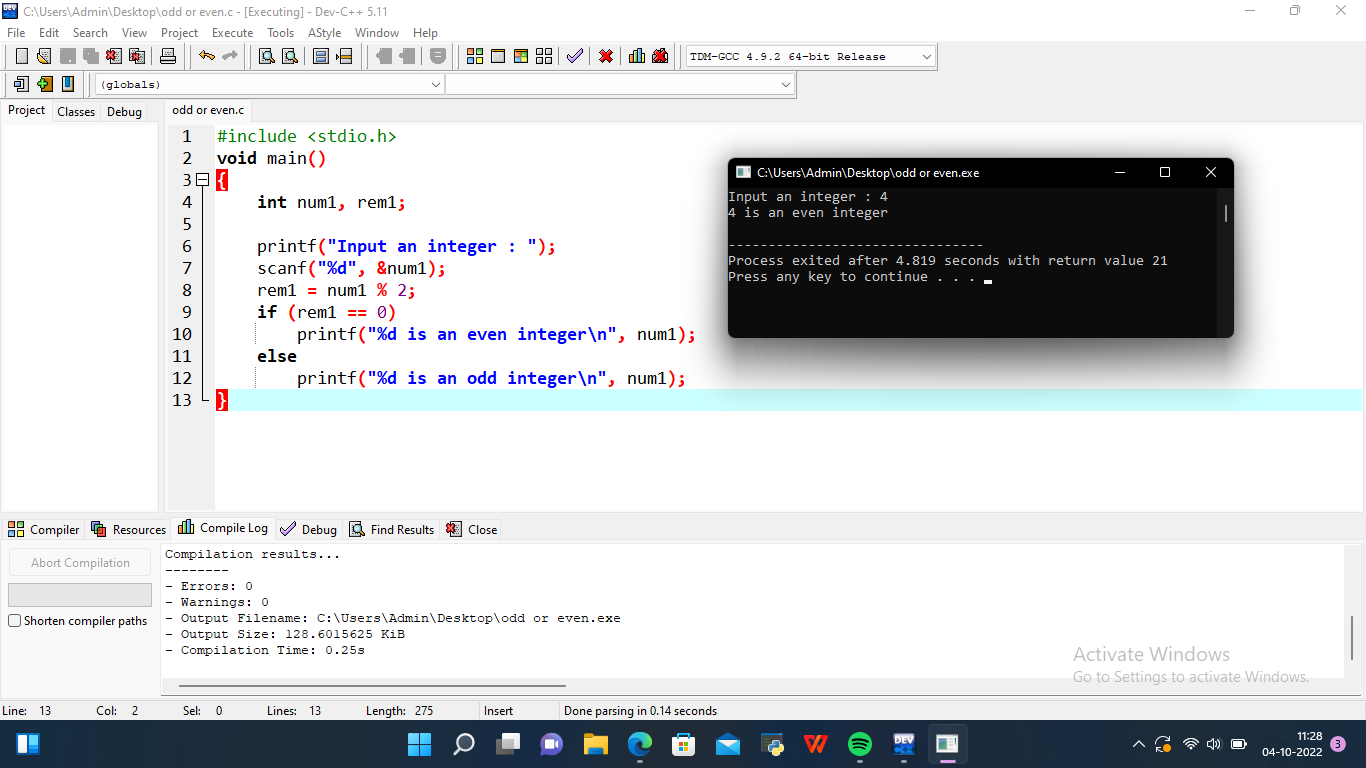 C:\Users\Admin\Desktop\odd or even.c - [Executing] - Dev-C++ 5.11
File Edit Search View Project Execute Tools AStyle Window Help
TDM-GCC 4.9.2 64-bit Release
(globals)
Project Classes Debug
odd or even.c
1 #include <stdio.h>
2 void main()
3 {
4 int num1, rem1;
5
6 printf("Input an integer : ");
7 scanf("%d", &num1);
8 rem1 = num1 % 2;
9 if (rem1 == 0)
10 printf("%d is an even integer\n", num1);
11 else
12 printf("%d is an odd integer\n", num1);
13 }
C:\Users\Admin\Desktop\odd or even.exe
Input an integer : 4
4 is an even integer
--------------------------------
Process exited after 4.819 seconds with return value 21
Press any key to continue . . .
Compiler Resources Compile Log Debug Find Results Close
Abort Compilation
Shorten compiler paths
Compilation results...
--------
- Errors: 0
- Warnings: 0
- Output Filename: C:\Users\Admin\Desktop\odd or even.exe
- Output Size: 128.6015625 KiB
- Compilation Time: 0.25s
Activate Windows
Go to Settings to activate Windows.
Line: 13 Col: 2 Sel: 0 Lines: 13 Length: 275 Insert Done parsing in 0.14 seconds
DEV
11:28
04-10-2022 3